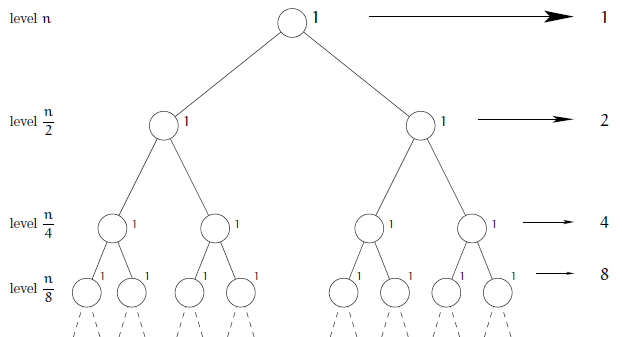 level n 1 1
level n/2 1 1 2
level n/4 1 1 1 1 4
level n/8 1 1 1 1 1 1 1 1 8